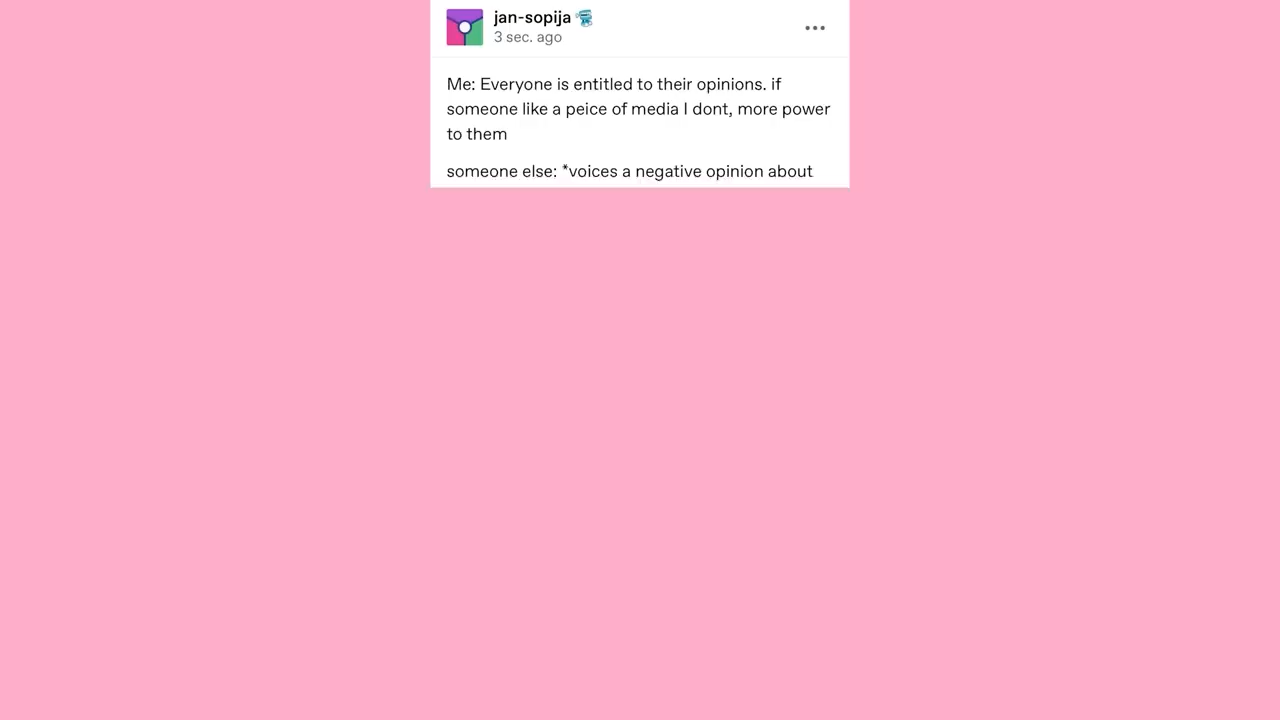 jan-sopija
3 sec. ago
Me: Everyone is entitled to their opinions. if
someone like a peice of media I dont, more power
to them
someone else: *voices a negative opinion about